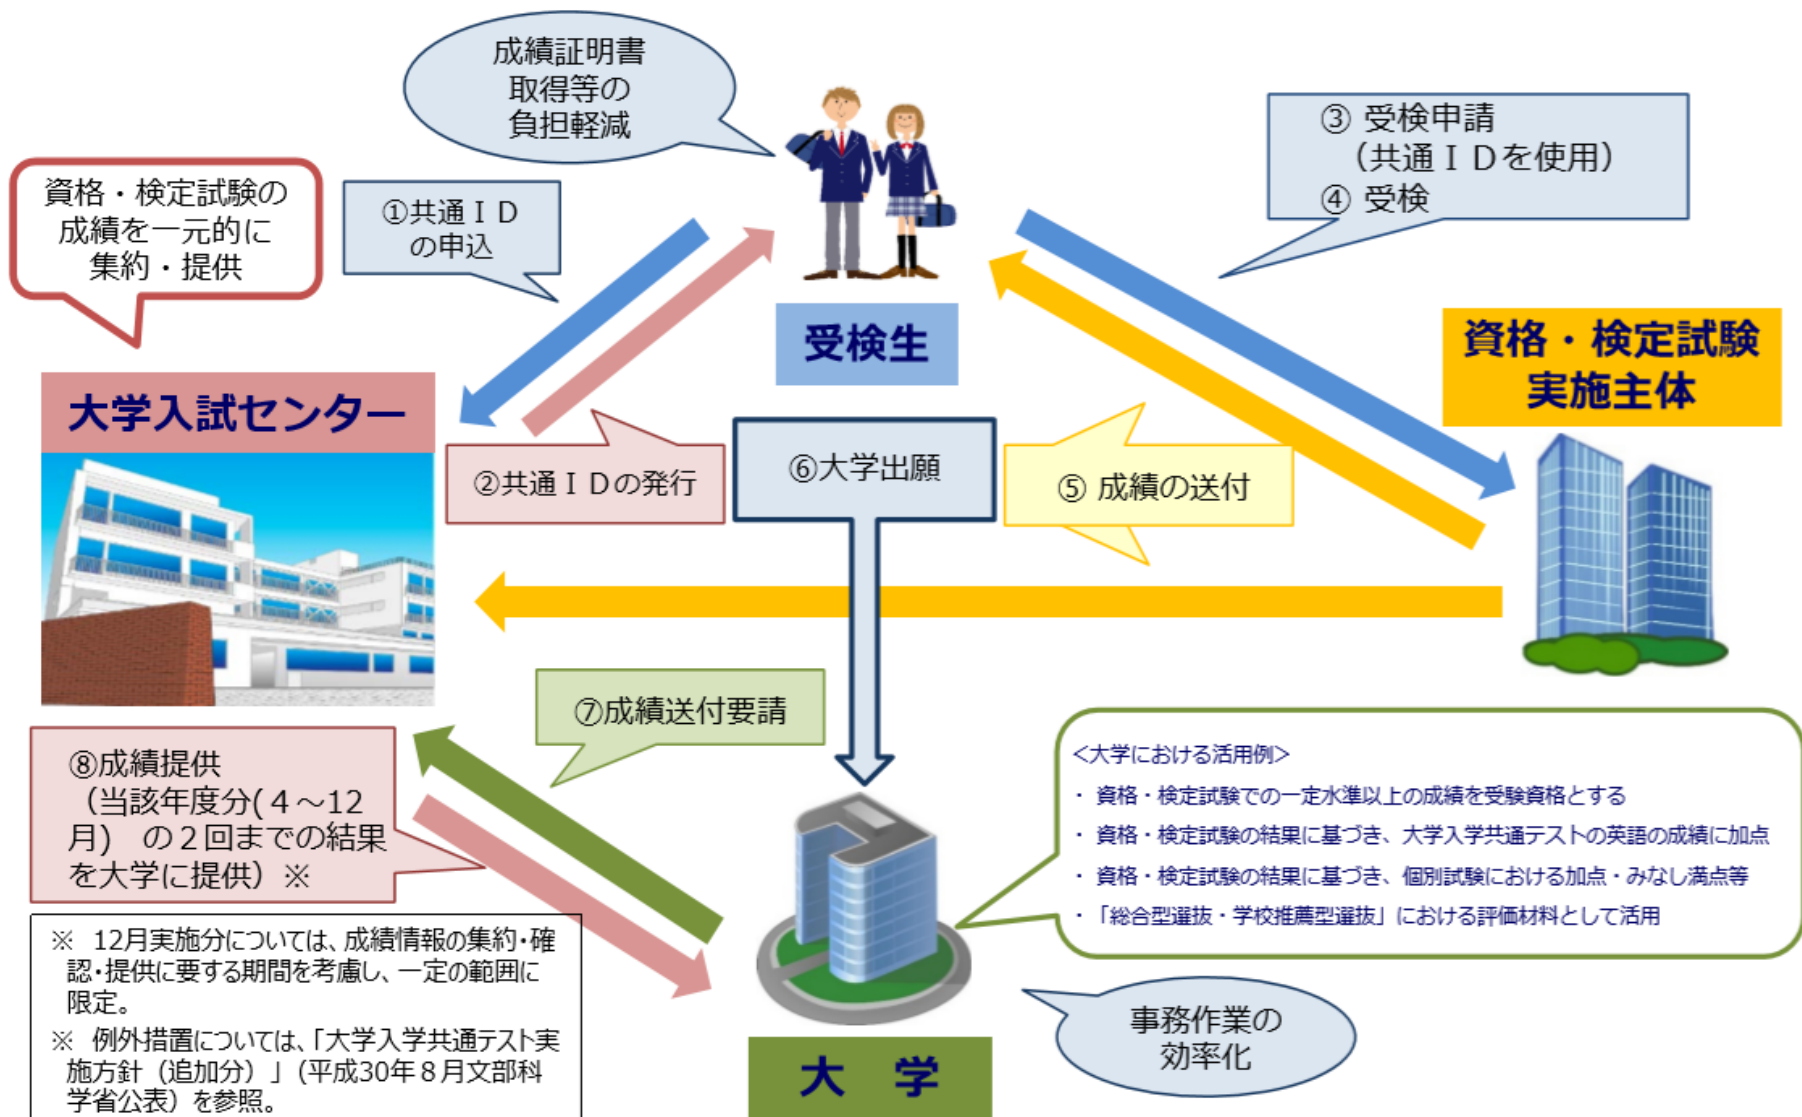 成績証明書
取得等の
負担軽減
③ 受検申請
（共通ＩＤを使用）
④ 受検
資格・検定試験の
成績を一元的に
集約・提供
①共通ＩＤ
の申込
受検生
資格・検定試験
実施主体
大学入試センター
②共通ＩＤの発行
⑥大学出願
⑤ 成績の送付
⑦成績送付要請
⑧成績提供
（当該年度分(４～12
月)　の２回までの結果
を大学に提供）※
＜大学における活用例＞
・ 資格・検定試験での一定水準以上の成績を受験資格とする
・ 資格・検定試験の結果に基づき、大学入学共通テストの英語の成績に加点
・ 資格・検定試験の結果に基づき、個別試験における加点・みなし満点等
・「総合型選抜・学校推薦型選抜」における評価材料として活用
※　12月実施分については、成績情報の集約・確
認・提供に要する期間を考慮し、一定の範囲に
限定。
※　例外措置については、「大学入学共通テスト実
施方針（追加分）」(平成30年８月文部科
学省公表）を参照。
事務作業の
効率化
大　学